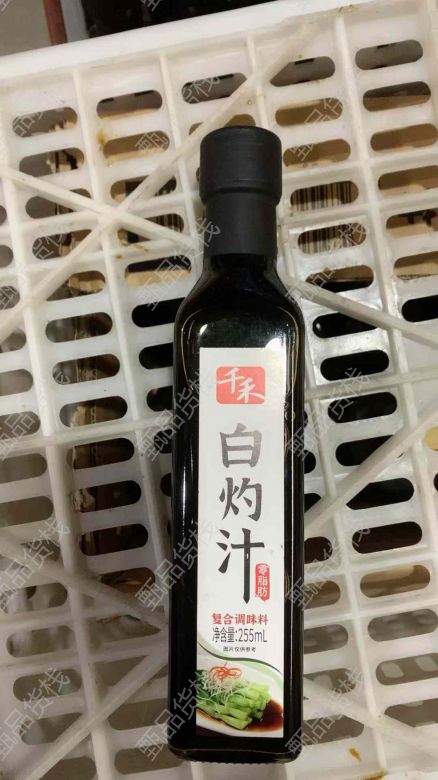 千禾
白灼汁
零脂肪
复合调味料
净含量:255mL
图片仅供参考
甄品货栈